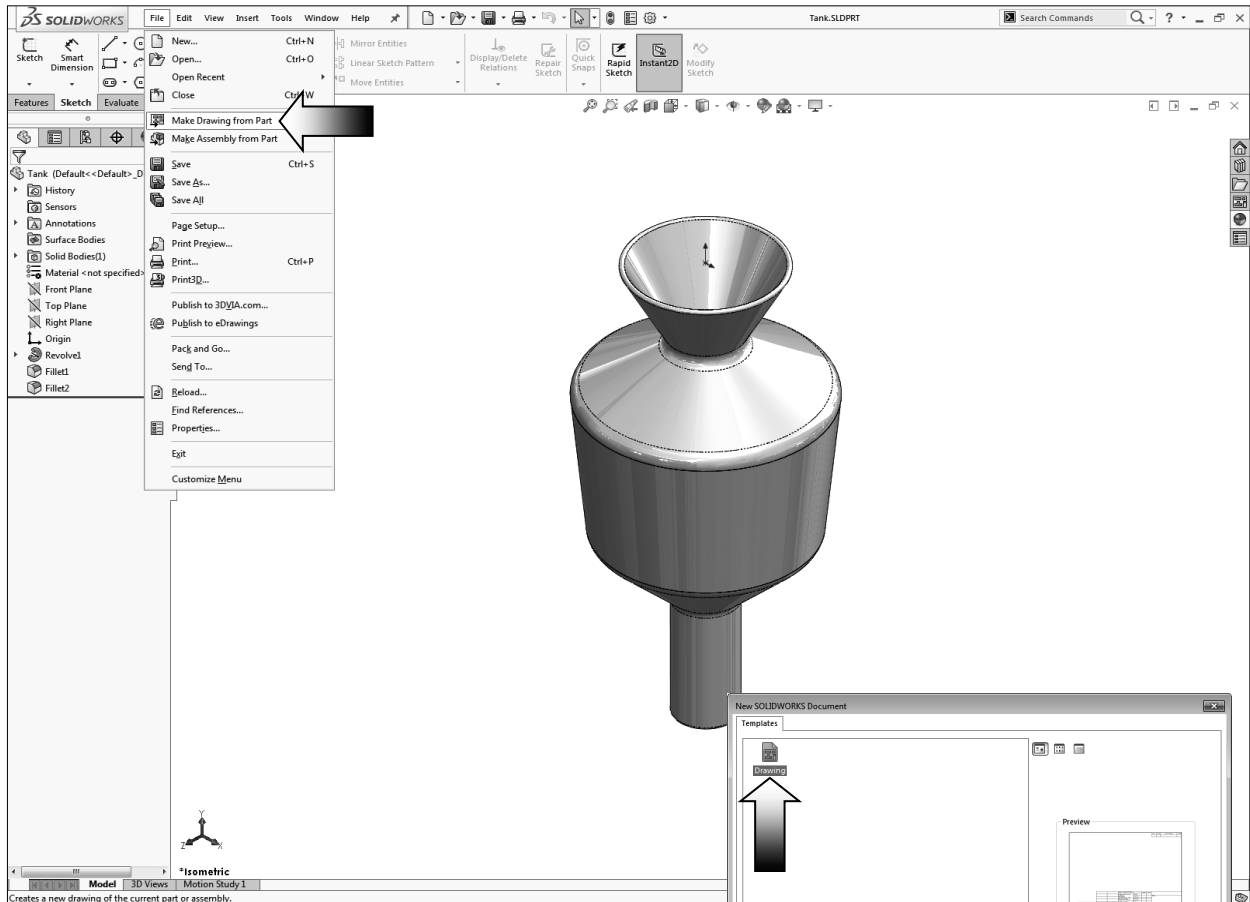 SOLIDWORKS
File Edit View Insert Tools Window Help
Tank.SLDPRT
Search Commands
Sketch
Smart Dimension
Mirror Entities
Linear Sketch Pattern
Move Entities
Display/Delete Relations
Repair Sketch
Quick Snaps
Rapid Sketch
Instant2D
Modify Sketch
Features Sketch Evaluate
New... Ctrl+N
Open... Ctrl+O
Open Recent
Close Ctrl+W
Make Drawing from Part
Make Assembly from Part
Save Ctrl+S
Save As...
Save All
Page Setup...
Print Preview...
Print... Ctrl+P
Print3D...
Publish to 3DVIA.com...
Publish to eDrawings
Pack and Go...
Send To...
Reload...
Find References...
Properties...
Exit
Customize Menu
Tank (Default<<Default>_D
History
Sensors
Annotations
Surface Bodies
Solid Bodies(1)
Material <not specified>
Front Plane
Top Plane
Right Plane
Origin
Revolve1
Fillet1
Fillet2
New SOLIDWORKS Document
Templates
Drawing
Preview
Y
Z X
*Isometric
Model 3D Views Motion Study 1
Creates a new drawing of the current part or assembly.